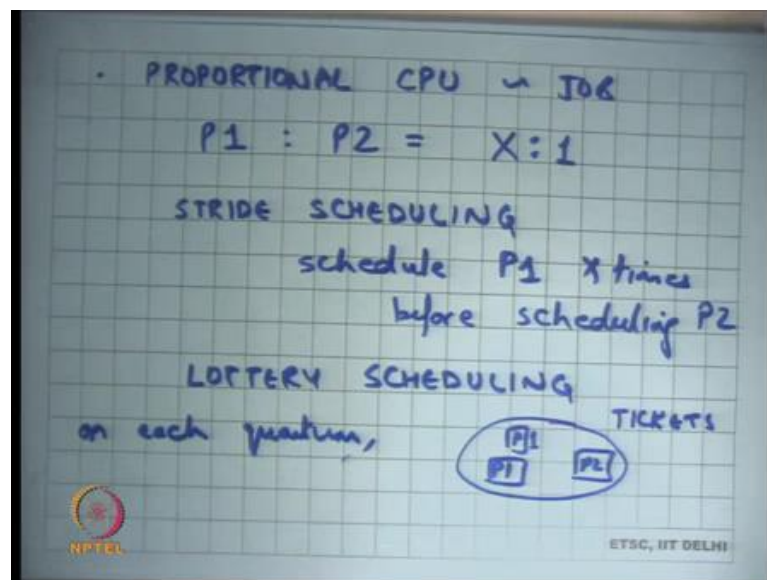 . PROPORTIONAL CPU ~ JOB
P1 : P2 = X:1
STRIDE SCHEDULING
schedule P1 X times
before scheduling P2
LOTTERY SCHEDULING
TICKETS
on each quantum,
P1
P1 P2
NPTEL
ETSC, IIT DELHI